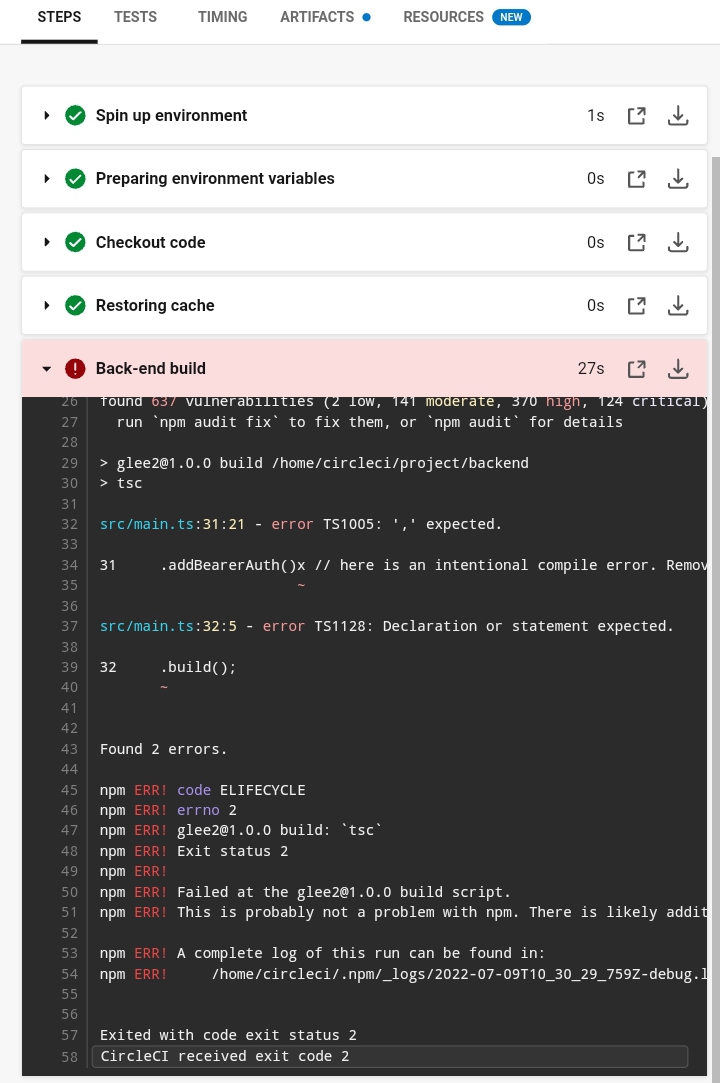 STEPS TESTS TIMING ARTIFACTS RESOURCES NEW
Spin up environment 1s
Preparing environment variables 0s
Checkout code 0s
Restoring cache 0s
! Back-end build 27s
26 found 637 vulnerabilities (2 low, 141 moderate, 370 high, 124 critical)
27 run `npm audit fix` to fix them, or `npm audit` for details
28
29 > glee2@1.0.0 build /home/circleci/project/backend
30 > tsc
31
32 src/main.ts:31:21 - error TS1005: ',' expected.
33
34 31 .addBearerAuth()x // here is an intentional compile error. Remov
35 ~
36
37 src/main.ts:32:5 - error TS1128: Declaration or statement expected.
38
39 32 .build();
40 ~
41
42
43 Found 2 errors.
44
45 npm ERR! code ELIFECYCLE
46 npm ERR! errno 2
47 npm ERR! glee2@1.0.0 build: `tsc`
48 npm ERR! Exit status 2
49 npm ERR!
50 npm ERR! Failed at the glee2@1.0.0 build script.
51 npm ERR! This is probably not a problem with npm. There is likely addit
52
53 npm ERR! A complete log of this run can be found in:
54 npm ERR! /home/circleci/.npm/_logs/2022-07-09T10_30_29_759Z-debug.l
55
56
57 Exited with code exit status 2
58 CircleCI received exit code 2